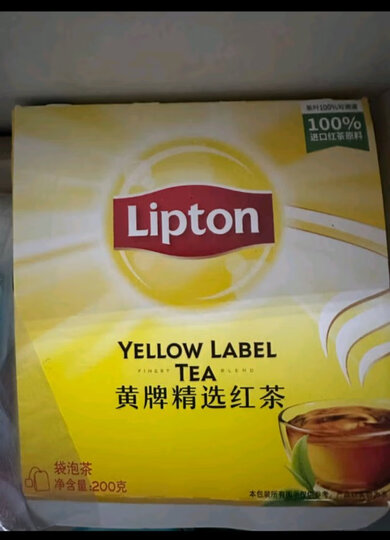 100%
进口红茶原料
Lipton
YELLOW LABEL
FINEST BLEND
TEA
黄牌精选红茶
袋泡茶
净含量:200克